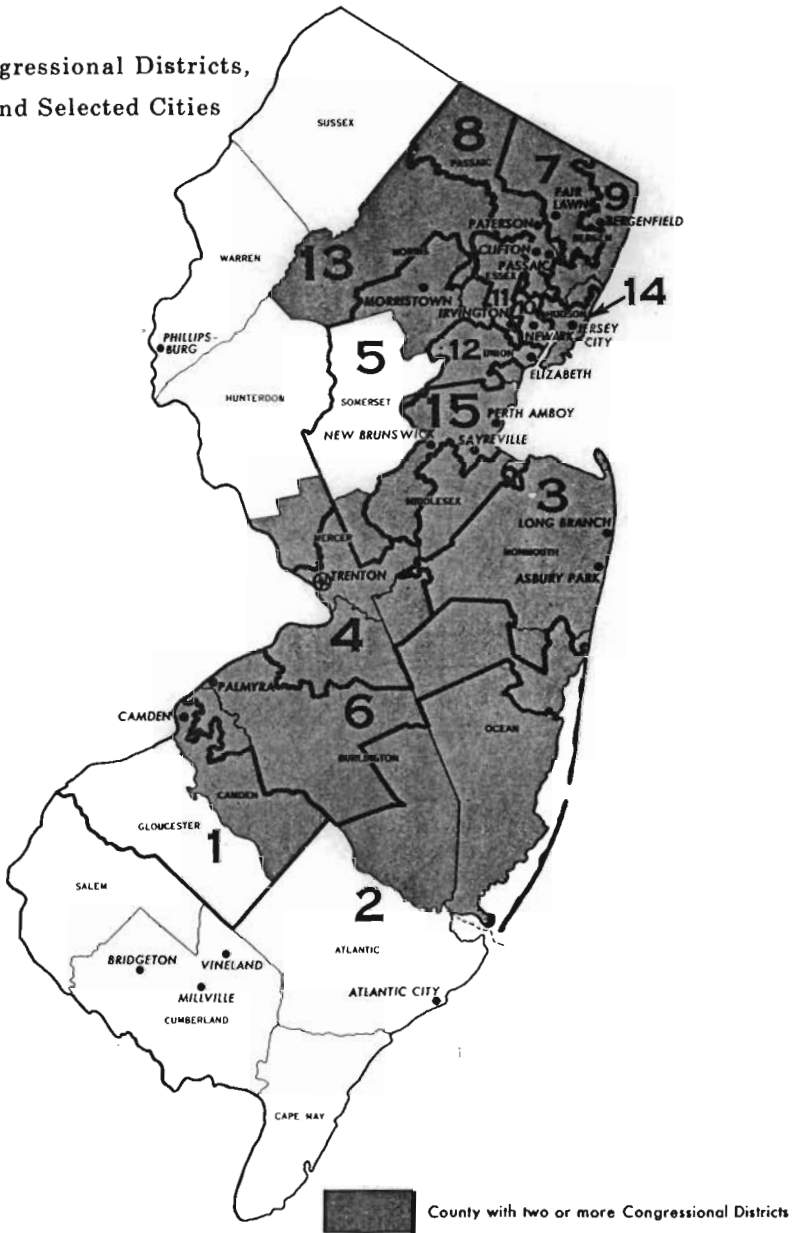 gressional Districts,
nd Selected Cities
SUSSEX
8
PASSAIC
7
FAIR
LAWN
9
BERGENFIELD
PATERSON
BERGEN
WARREN
13
MORRIS
CLIFTON
PASSAIC
ESSEX
MORRISTOWN
11
14
IRVINGTON
10
HUDSON
PHILLIPS-
BURG
5
NEWARK
JERSEY
CITY
12
UNION
ELIZABETH
HUNTERDON
SOMERSET
15
PERTH AMBOY
NEW BRUNSWICK
SAYREVILLE
3
MIDDLESEX
LONG BRANCH
MERCER
MONMOUTH
TRENTON
ASBURY PARK
4
PALMYRA
6
CAMDEN
OCEAN
BURLINGTON
CAMDEN
GLOUCESTER
1
SALEM
2
ATLANTIC
BRIDGETON
VINELAND
MILLVILLE
ATLANTIC CITY
CUMBERLAND
CAPE MAY
County with two or more Congressional Districts